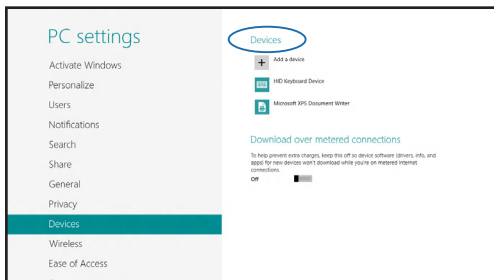 PC settings
Activate Windows
Personalize
Users
Notifications
Search
Share
General
Privacy
Devices
Wireless
Ease of Access
Devices
Add a device
HID Keyboard Device
Microsoft XPS Document Writer
Download over metered connections
To help prevent extra charges, keep this off so device software (drivers, info, and
apps) for new devices won't download while you're on metered Internet
connections.
Off